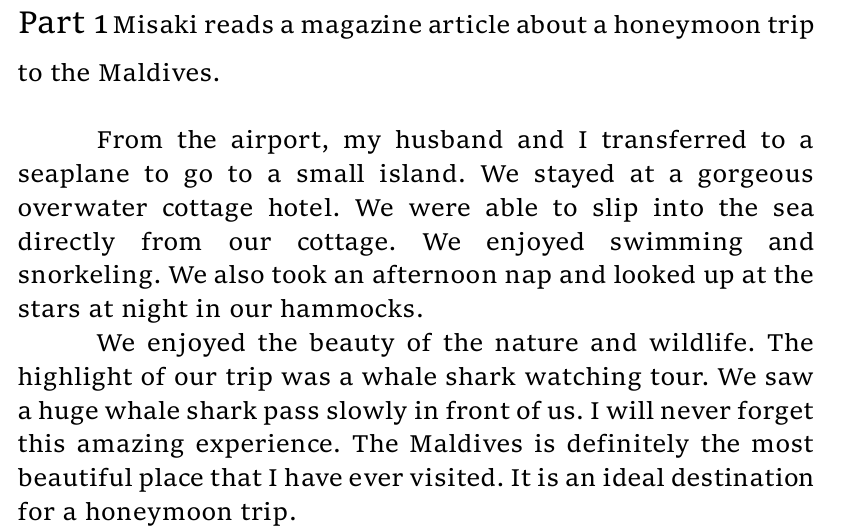 Part 1 Misaki reads a magazine article about a honeymoon trip
to the Maldives.
From the airport, my husband and I transferred to a
seaplane to go to a small island. We stayed at a gorgeous
overwater cottage hotel. We were able to slip into the sea
directly from our cottage. We enjoyed swimming and
snorkeling. We also took an afternoon nap and looked up at the
stars at night in our hammocks.
We enjoyed the beauty of the nature and wildlife. The
highlight of our trip was a whale shark watching tour. We saw
a huge whale shark pass slowly in front of us. I will never forget
this amazing experience. The Maldives is definitely the most
beautiful place that I have ever visited. It is an ideal destination
for a honeymoon trip.